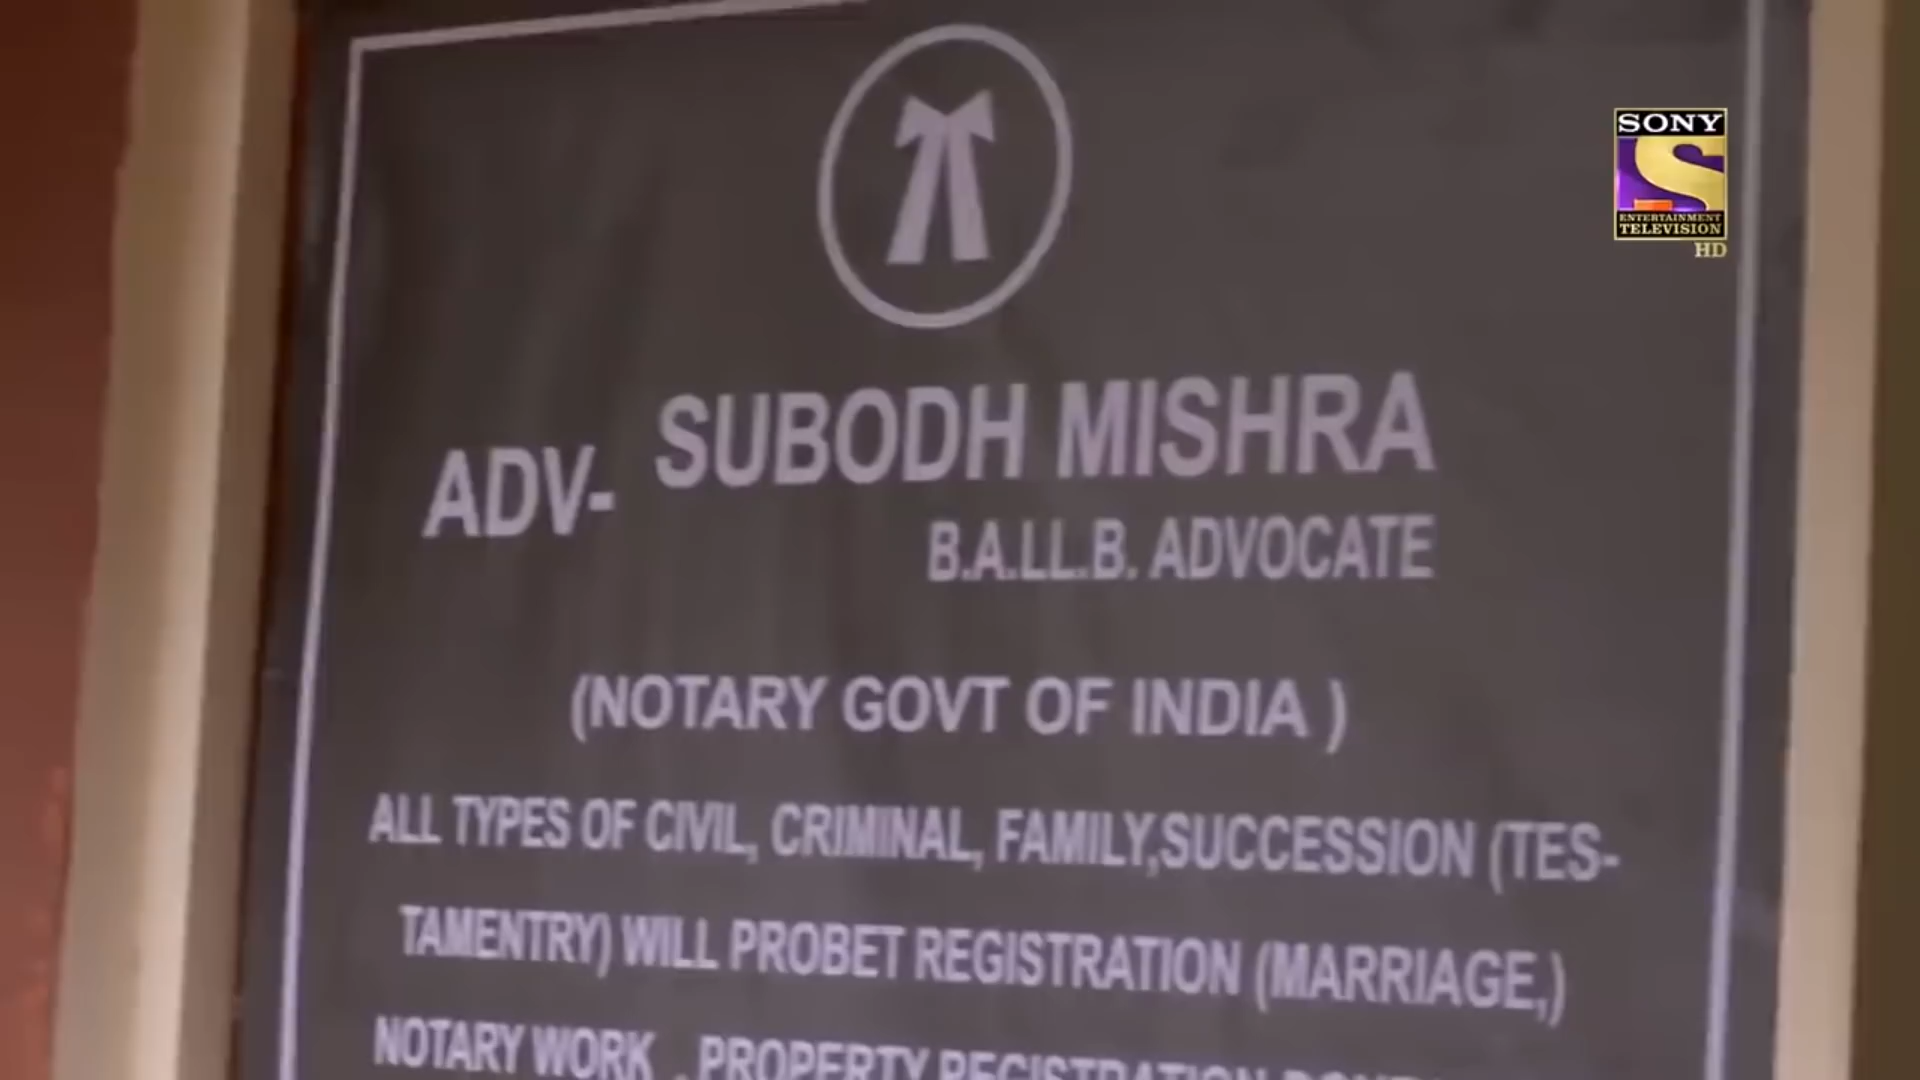 SONY
ENTERTAINMENT
TELEVISION
HD
ADV- SUBODH MISHRA
B.A.LL.B. ADVOCATE
(NOTARY GOVT OF INDIA )
ALL TYPES OF CIVIL, CRIMINAL, FAMILY,SUCCESSION (TES-
TAMENTRY) WILL PROBET REGISTRATION (MARRIAGE,)
NOTARY WORK , PROPERTY REGISTRATION